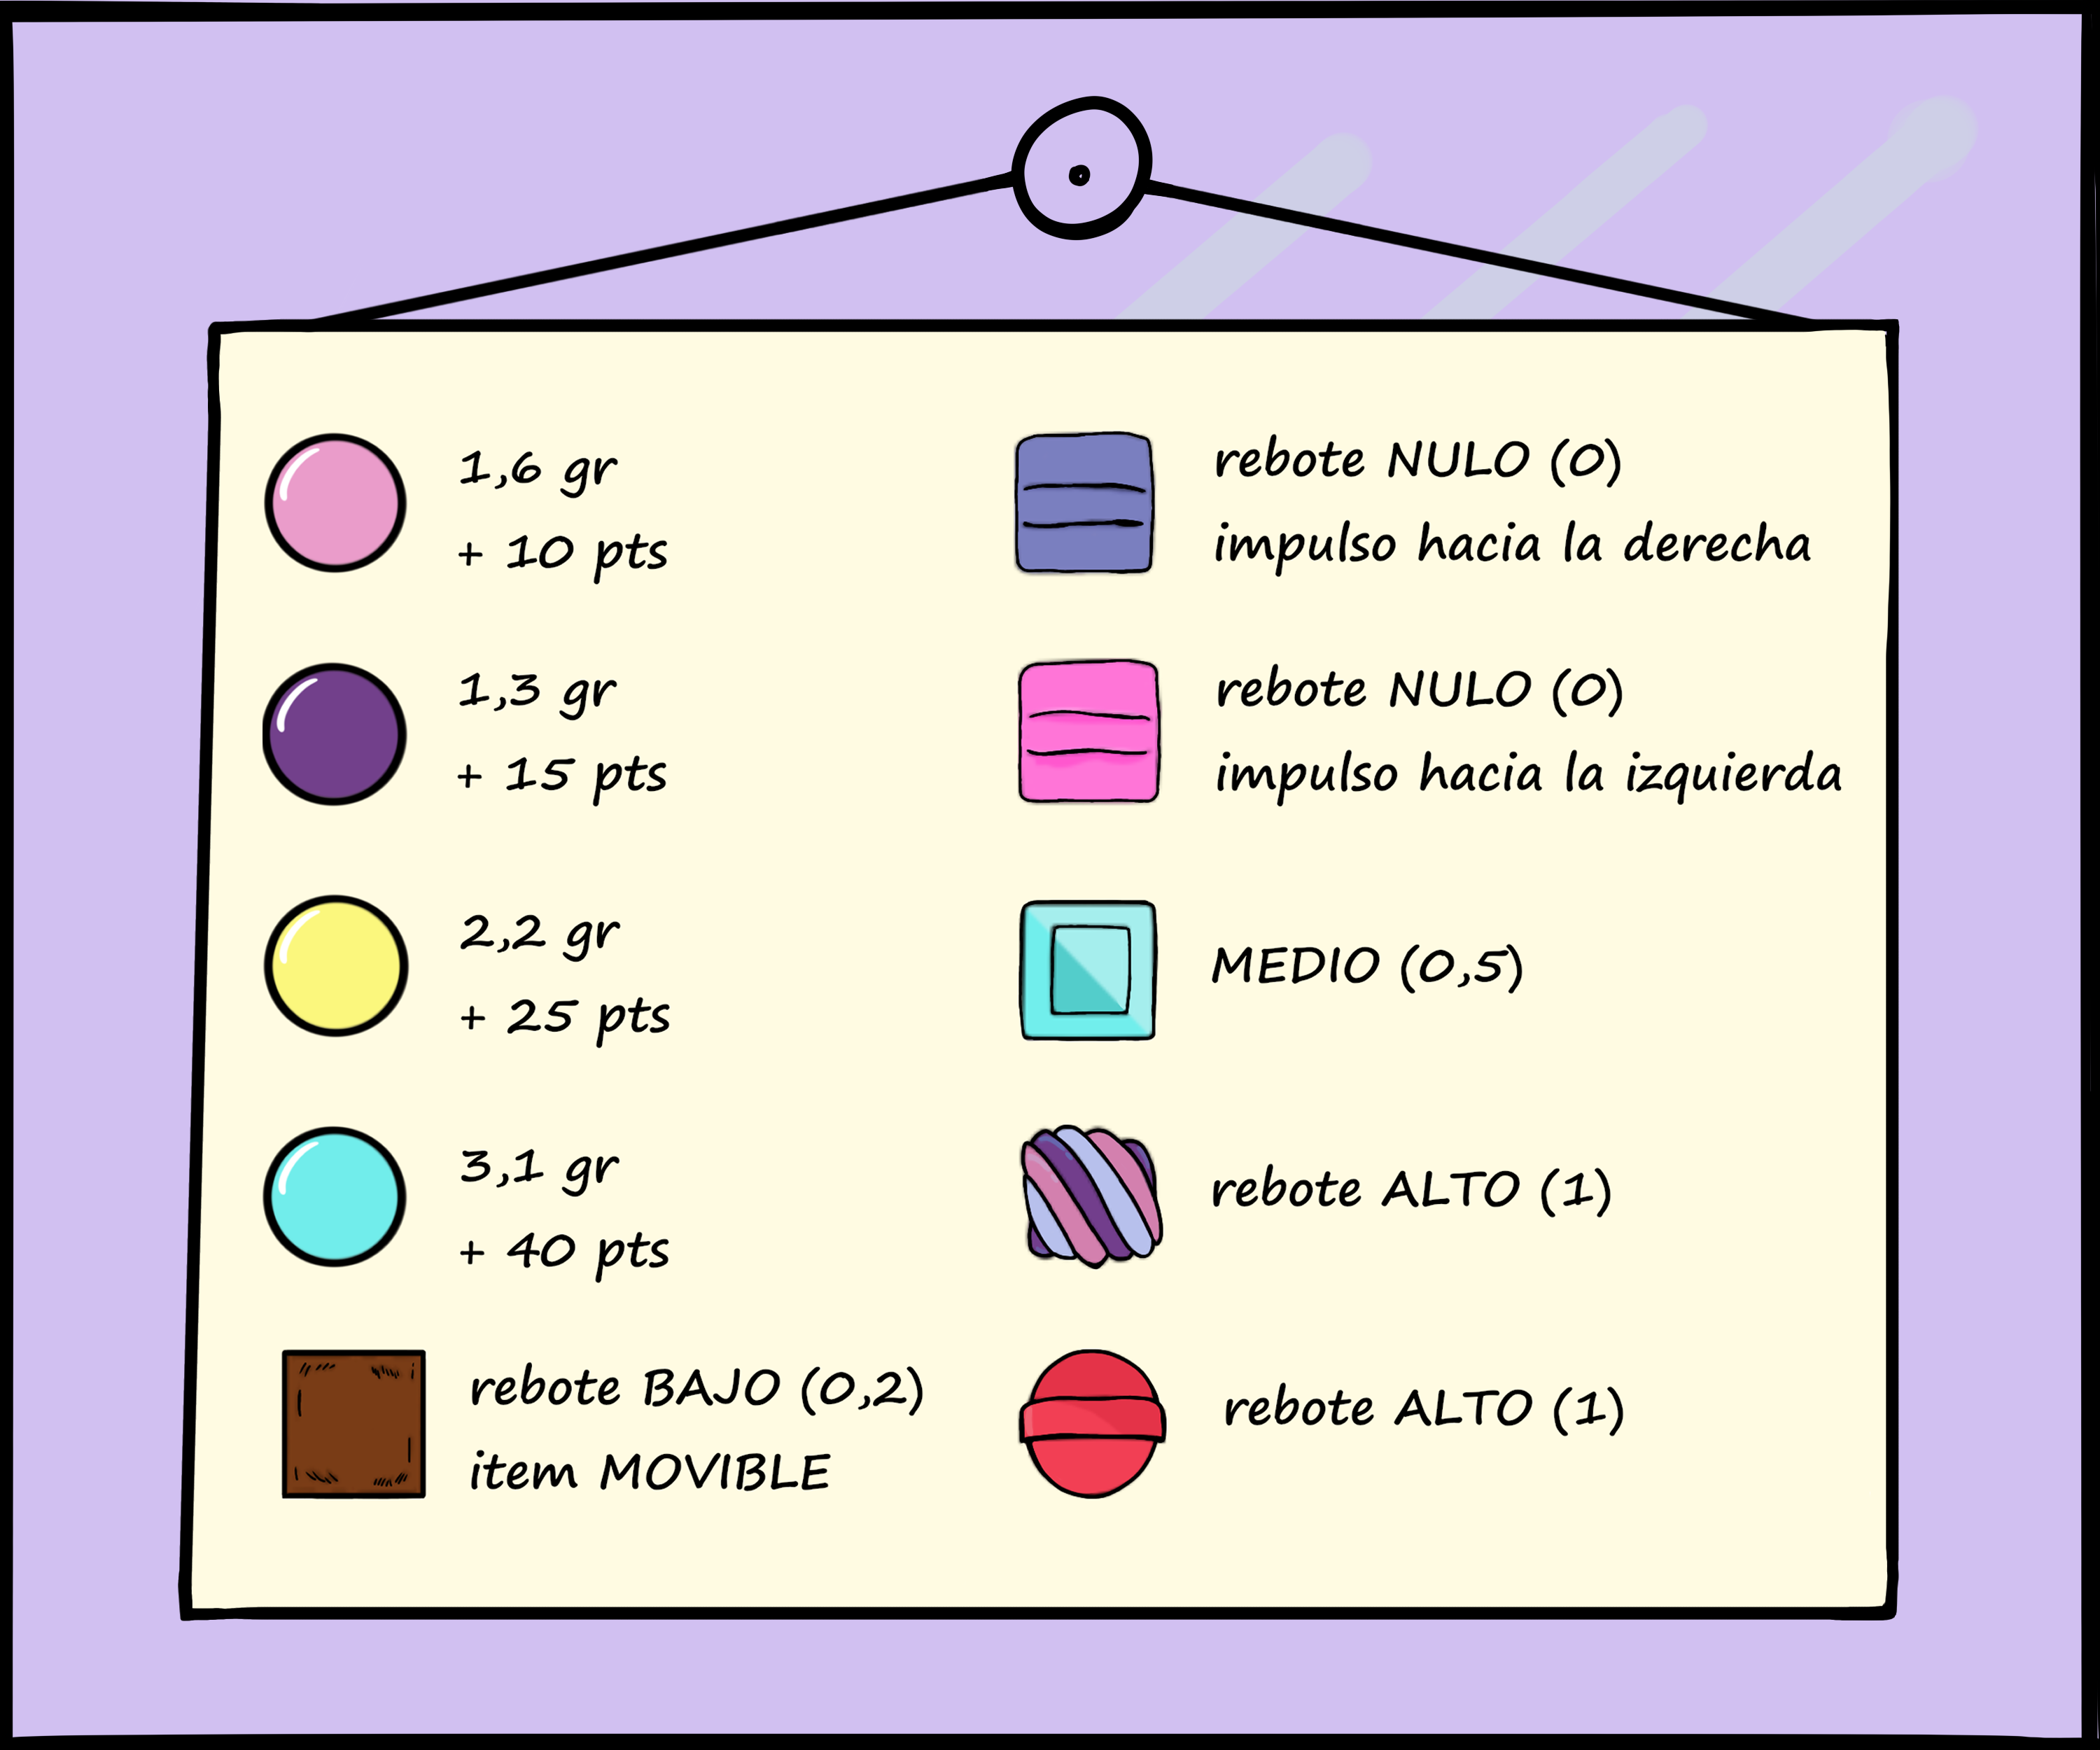 1,6 gr
+ 10 pts
1,3 gr
+ 15 pts
2,2 gr
+ 25 pts
3,1 gr
+ 40 pts
rebote BAJO (0,2)
item MOVIBLE
rebote NULO (0)
impulso hacia la derecha
rebote NULO (0)
impulso hacia la izquierda
MEDIO (0,5)
rebote ALTO (1)
rebote ALTO (1)